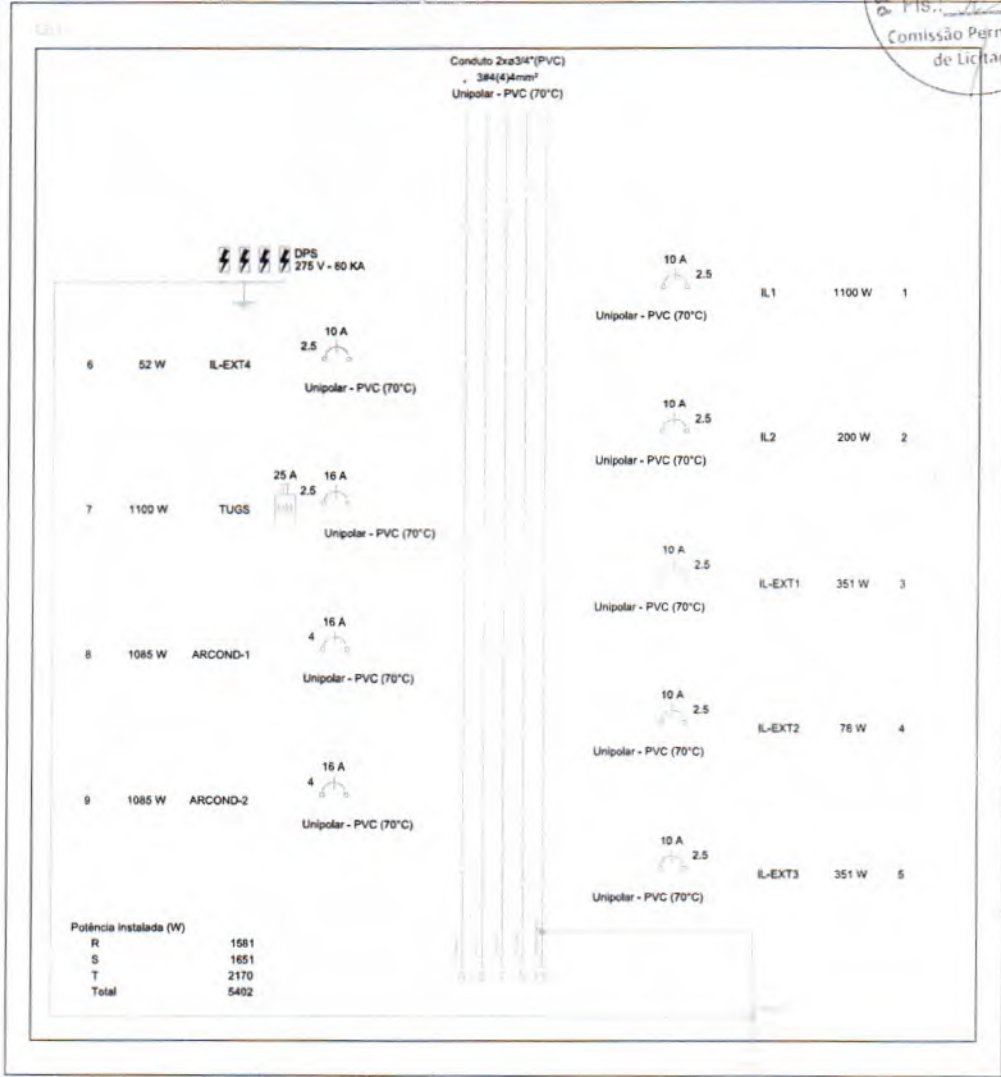 Fls.:
Comissão Perm
de Licita
Conduto 2xø3/4"(PVC)
3#4(4)4mm²
Unipolar - PVC (70°C)
DPS
275 V - 80 KA
10 A
2.5
IL1 1100 W 1
Unipolar - PVC (70°C)
10 A
2.5
6 52 W IL-EXT4
Unipolar - PVC (70°C)
10 A
2.5
IL2 200 W 2
Unipolar - PVC (70°C)
25 A 16 A
2.5
7 1100 W TUGS
Unipolar - PVC (70°C)
10 A
2.5
IL-EXT1 351 W 3
Unipolar - PVC (70°C)
16 A
4
8 1085 W ARCOND-1
Unipolar - PVC (70°C)
10 A
2.5
IL-EXT2 78 W 4
Unipolar - PVC (70°C)
16 A
4
9 1085 W ARCOND-2
Unipolar - PVC (70°C)
10 A
2.5
IL-EXT3 351 W 5
Unipolar - PVC (70°C)
Potência instalada (W)
R 1581
S 1651
T 2170
Total 5402